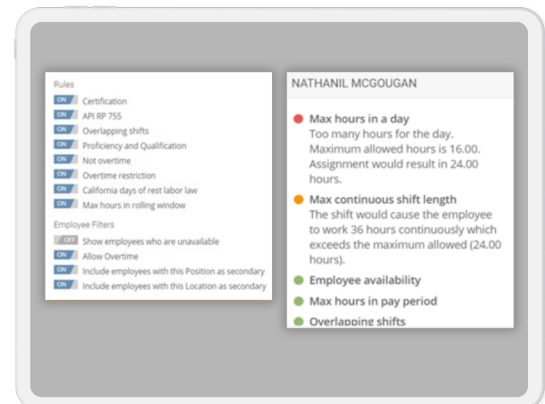 Rules
ON Certification
ON API RP 755
ON Overlapping shifts
ON Proficiency and Qualification
ON Not overtime
ON Overtime restriction
ON California days of rest labor law
ON Max hours in rolling window
Employee Filters
OFF Show employees who are unavailable
ON Allow Overtime
ON Include employees with this Position as secondary
ON Include employees with this Location as secondary
NATHANIL MCGOUGAN
Max hours in a day
Too many hours for the day.
Maximum allowed hours is 16.00.
Assignment would result in 24.00
hours.
Max continuous shift length
The shift would cause the employee
to work 36 hours continuously which
exceeds the maximum allowed (24.00
hours).
Employee availability
Max hours in pay period
Overlapping shifts